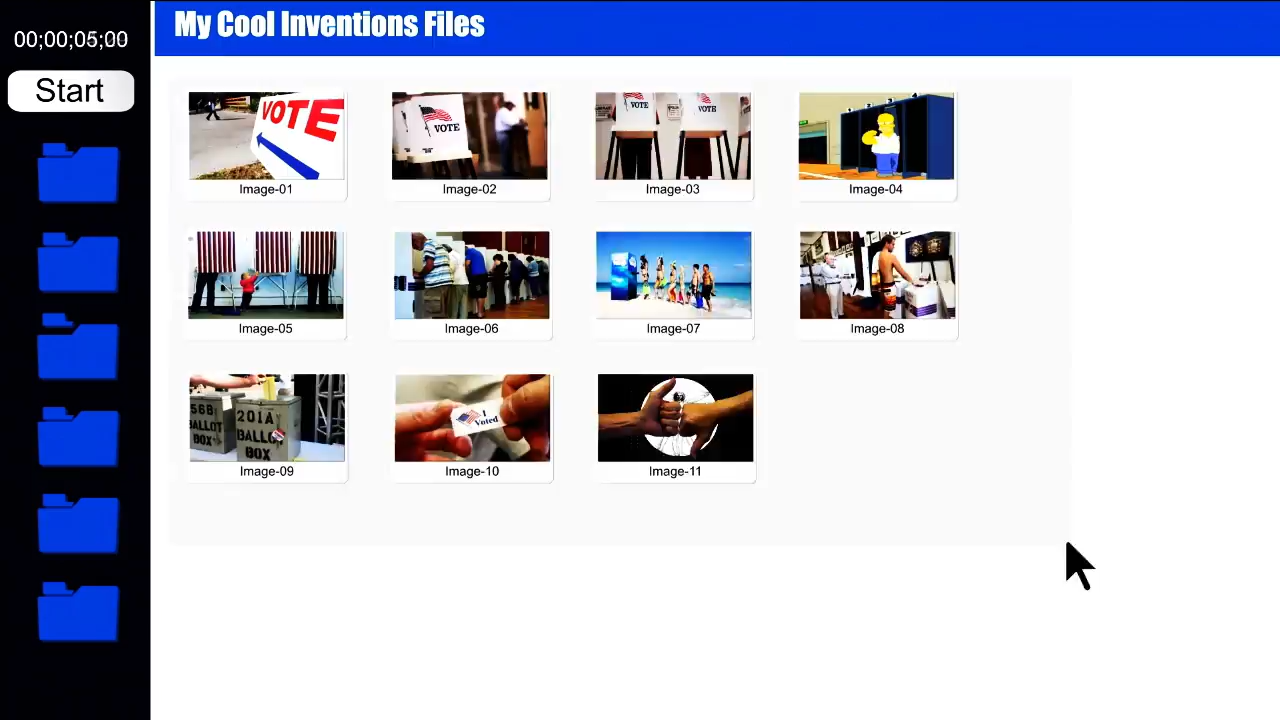 My Cool Inventions Files
00;00;05;00
Start
VOTE
VOTE
VOTE
VOTE
Image-01
Image-02
Image-03
Image-04
Image-05
Image-06
Image-07
Image-08
56B
BALLOT
BOX
201A
BALLOT
BOX
I
Voted
Image-09
Image-10
Image-11